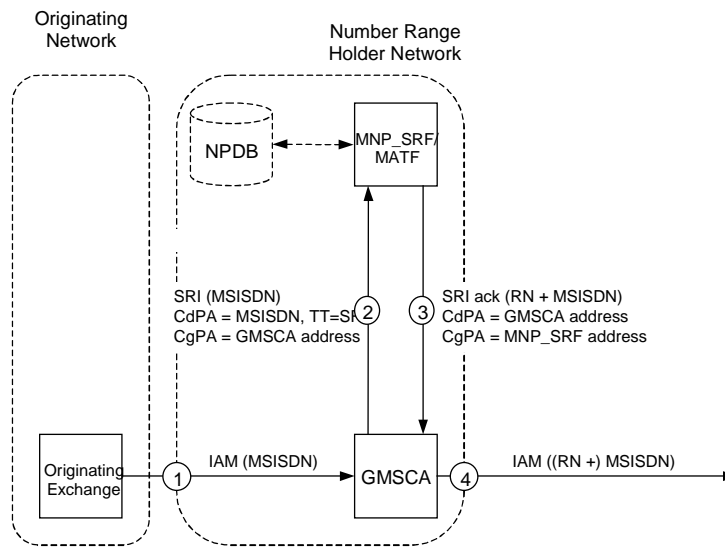 Originating
Network
Number Range
Holder Network
NPDB
MNP_SRF/
MATF
SRI (MSISDN)
CdPA = MSISDN, TT=SR
CgPA = GMSCA address
2
3
SRI ack (RN + MSISDN)
CdPA = GMSCA address
CgPA = MNP_SRF address
Originating
Exchange
1
IAM (MSISDN)
GMSCA
4
IAM ((RN +) MSISDN)